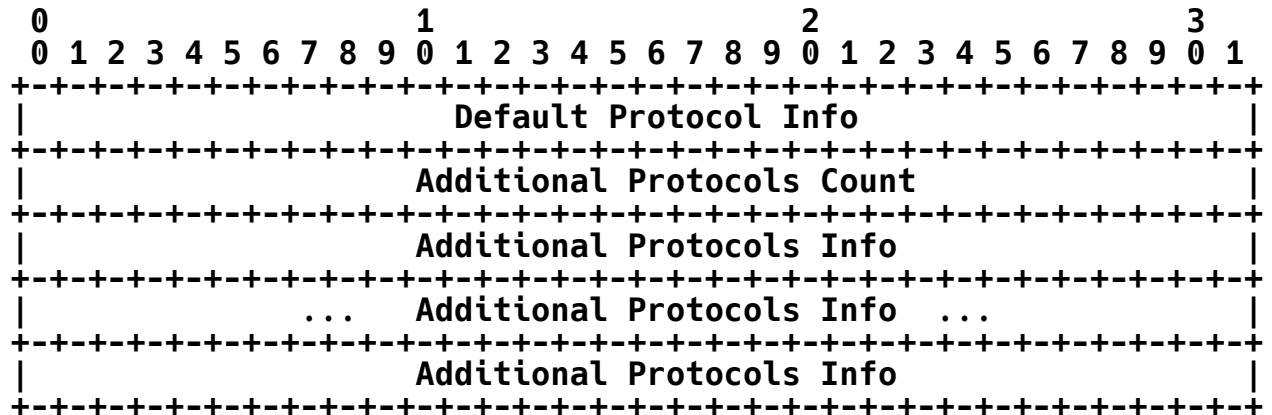 0                   1                   2                   3
 0 1 2 3 4 5 6 7 8 9 0 1 2 3 4 5 6 7 8 9 0 1 2 3 4 5 6 7 8 9 0 1
+-+-+-+-+-+-+-+-+-+-+-+-+-+-+-+-+-+-+-+-+-+-+-+-+-+-+-+-+-+-+-+-+
|                      Default Protocol Info                    |
+-+-+-+-+-+-+-+-+-+-+-+-+-+-+-+-+-+-+-+-+-+-+-+-+-+-+-+-+-+-+-+-+
|                    Additional Protocols Count                 |
+-+-+-+-+-+-+-+-+-+-+-+-+-+-+-+-+-+-+-+-+-+-+-+-+-+-+-+-+-+-+-+-+
|                    Additional Protocols Info                  |
+-+-+-+-+-+-+-+-+-+-+-+-+-+-+-+-+-+-+-+-+-+-+-+-+-+-+-+-+-+-+-+-+
|              ...   Additional Protocols Info  ...             |
+-+-+-+-+-+-+-+-+-+-+-+-+-+-+-+-+-+-+-+-+-+-+-+-+-+-+-+-+-+-+-+-+
|                    Additional Protocols Info                  |
+-+-+-+-+-+-+-+-+-+-+-+-+-+-+-+-+-+-+-+-+-+-+-+-+-+-+-+-+-+-+-+-+